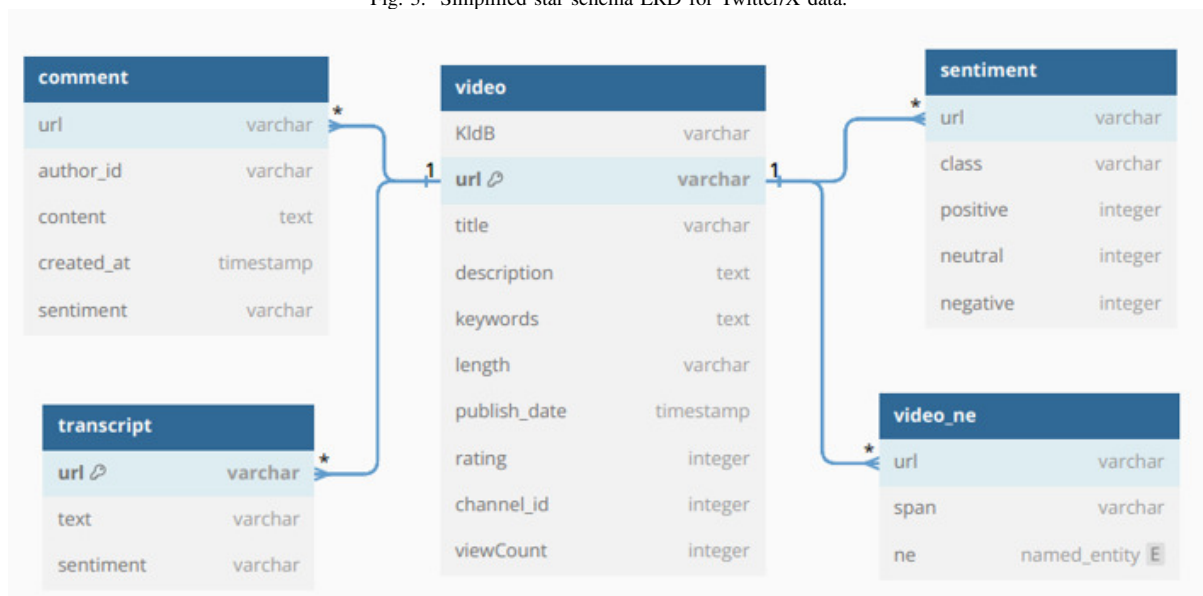 Fig. 3. Simplified star schema ERD for Twitter/X data.
comment
url varchar
author_id varchar
content text
created_at timestamp
sentiment varchar
*
transcript
url varchar
text varchar
sentiment varchar
*
1
video
KldB varchar
url varchar
title varchar
description text
keywords text
length varchar
publish_date timestamp
rating integer
channel_id integer
viewCount integer
1
*
sentiment
url varchar
class varchar
positive integer
neutral integer
negative integer
*
video_ne
url varchar
span varchar
ne named_entity E